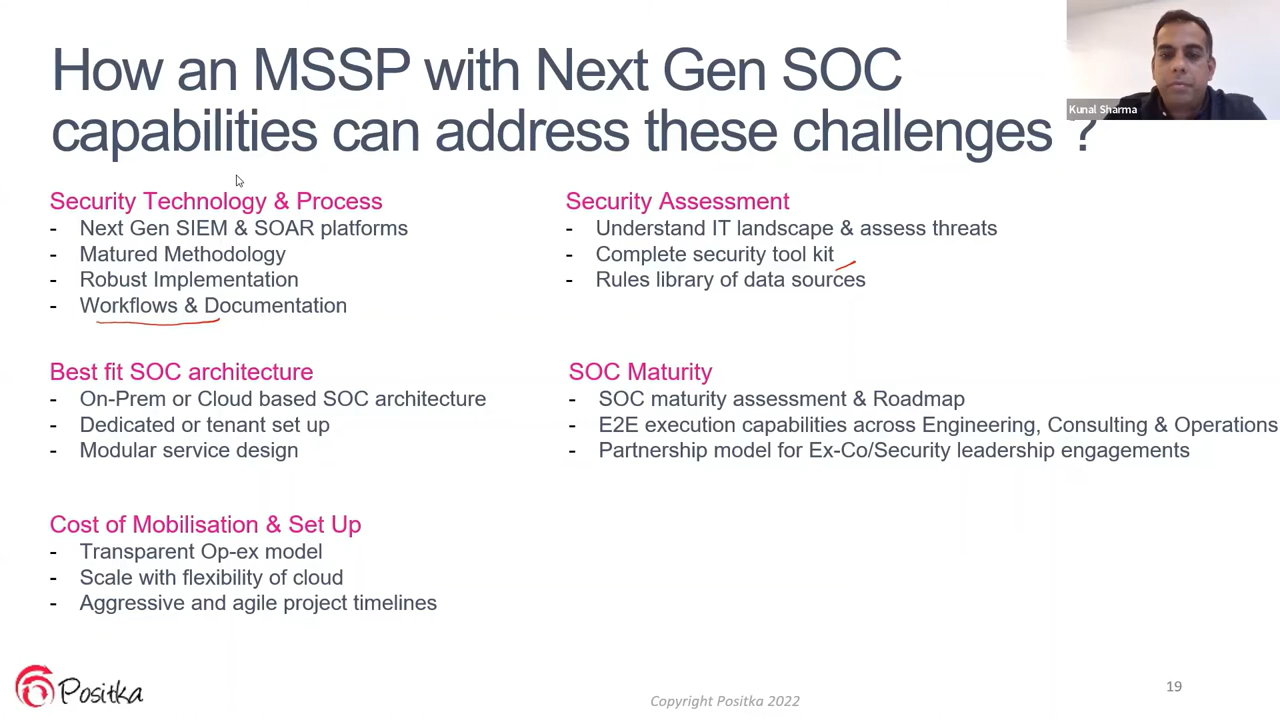 How an MSSP with Next Gen SOC
capabilities can address these challenges ?
Kunal Sharma
Security Technology & Process
- Next Gen SIEM & SOAR platforms
- Matured Methodology
- Robust Implementation
- Workflows & Documentation
Security Assessment
- Understand IT landscape & assess threats
- Complete security tool kit
- Rules library of data sources
Best fit SOC architecture
- On-Prem or Cloud based SOC architecture
- Dedicated or tenant set up
- Modular service design
SOC Maturity
- SOC maturity assessment & Roadmap
- E2E execution capabilities across Engineering, Consulting & Operations
- Partnership model for Ex-Co/Security leadership engagements
Cost of Mobilisation & Set Up
- Transparent Op-ex model
- Scale with flexibility of cloud
- Aggressive and agile project timelines
Positka
Copyright Positka 2022
19